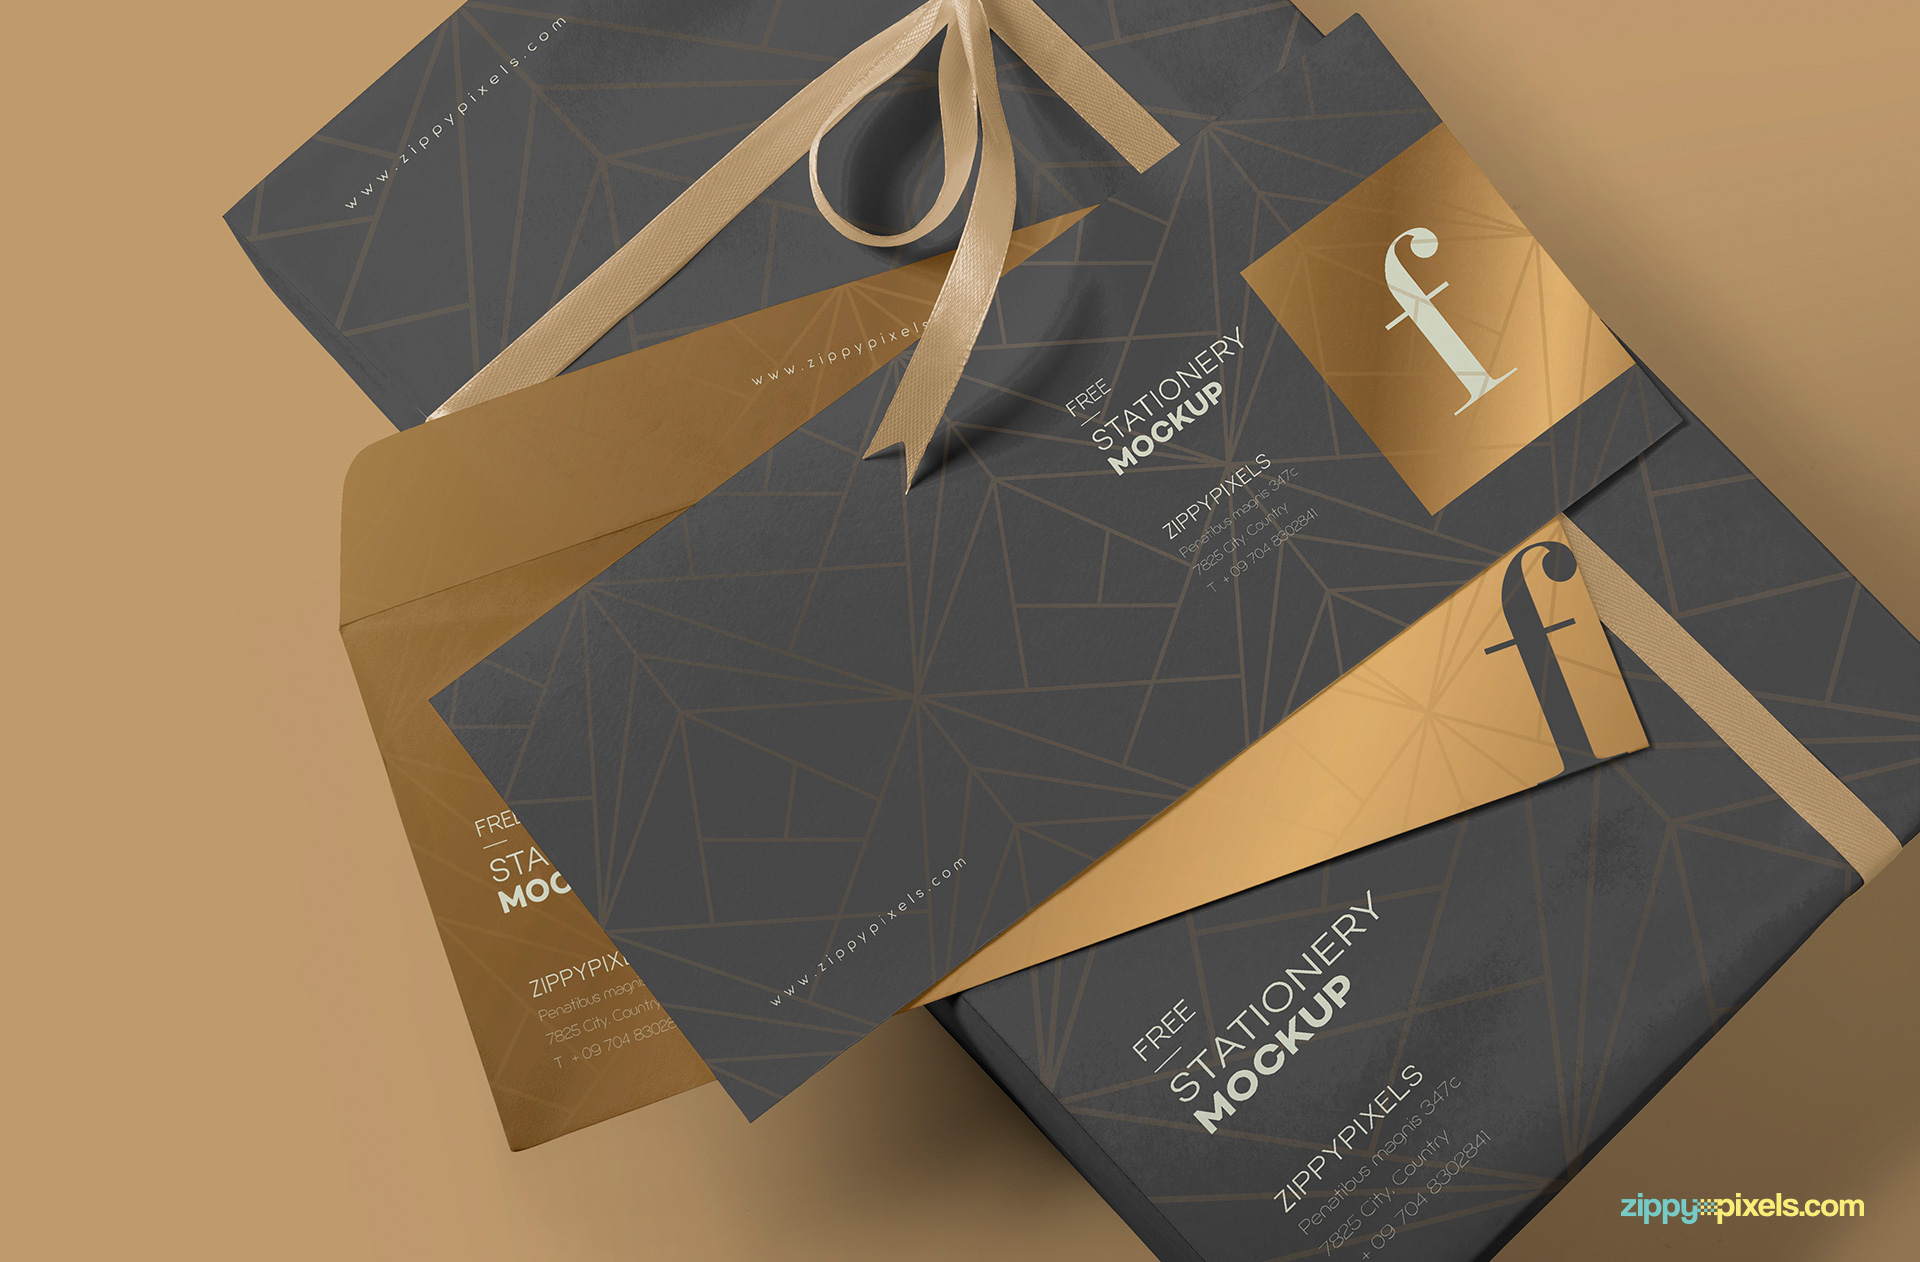 www.zippypixels.com
www.zippypixels
f
FREE
STATIONERY
MOCKUP
ZIPPYPIXELS
Penatibus magnis 347c
7825 City, Country
T +09 704 8302841
f
FREE
STA
MOC
ZIPPYPIX
Penatibus magni
7825 City, Country
T +09 704 83028
www.zippypixels.com
FREE
STATIONERY
MOCKUP
ZIPPYPIXELS
Penatibus magnis 347c
7825 City, Country
+09 704 8302841
zippypixels.com